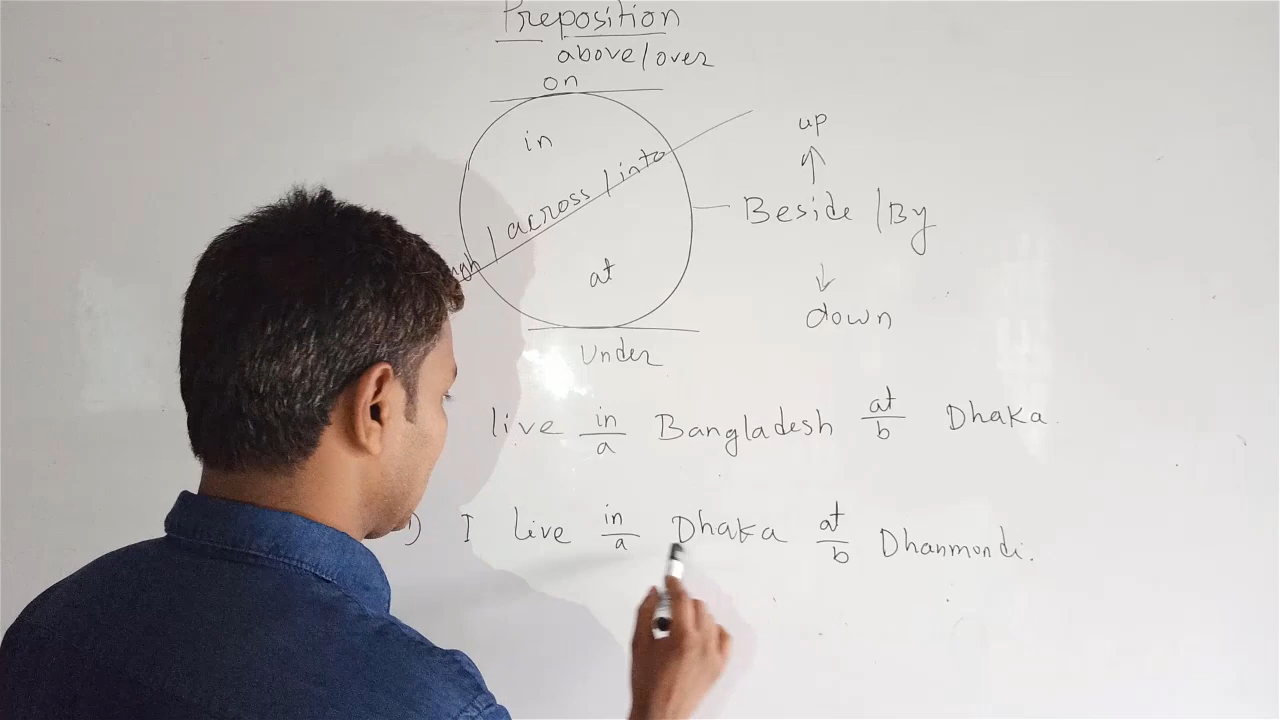 Preposition
above/over
on
in
up
/ across / into
Beside / By
at
down
Under
live in Bangladesh at Dhaka.
a b
) I live in Dhaka at Dhanmondi.
a b